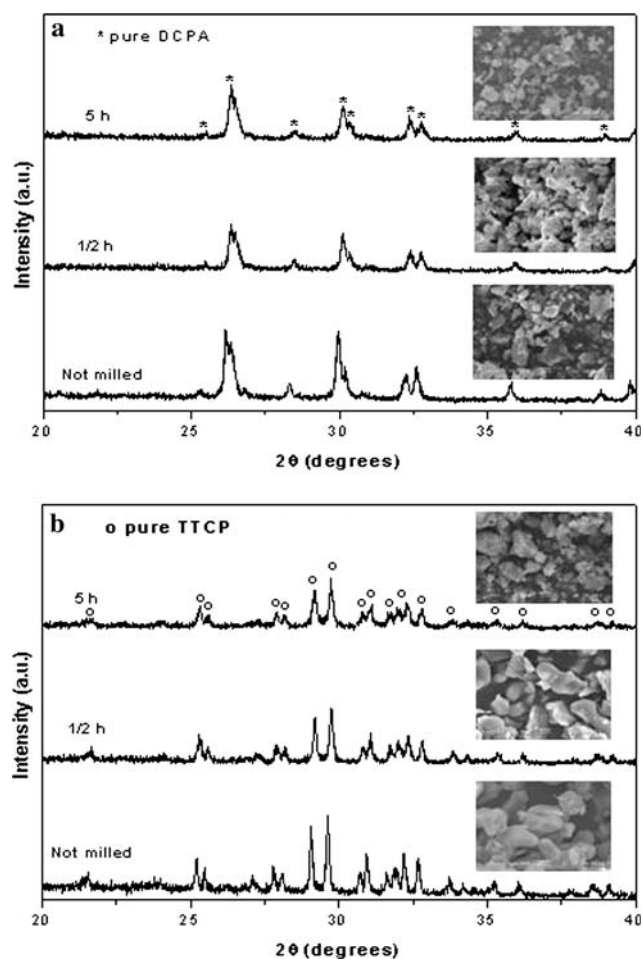 a
* pure DCPA
5 h
1/2 h
Not milled
Intensity (a.u.)
* * * * * * * * *
20 25 30 35 40
2θ (degrees)
b
o pure TTCP
5 h
1/2 h
Not milled
Intensity (a.u.)
o o o o o o o o o o o o o o o o o
20 25 30 35 40
2θ (degrees)